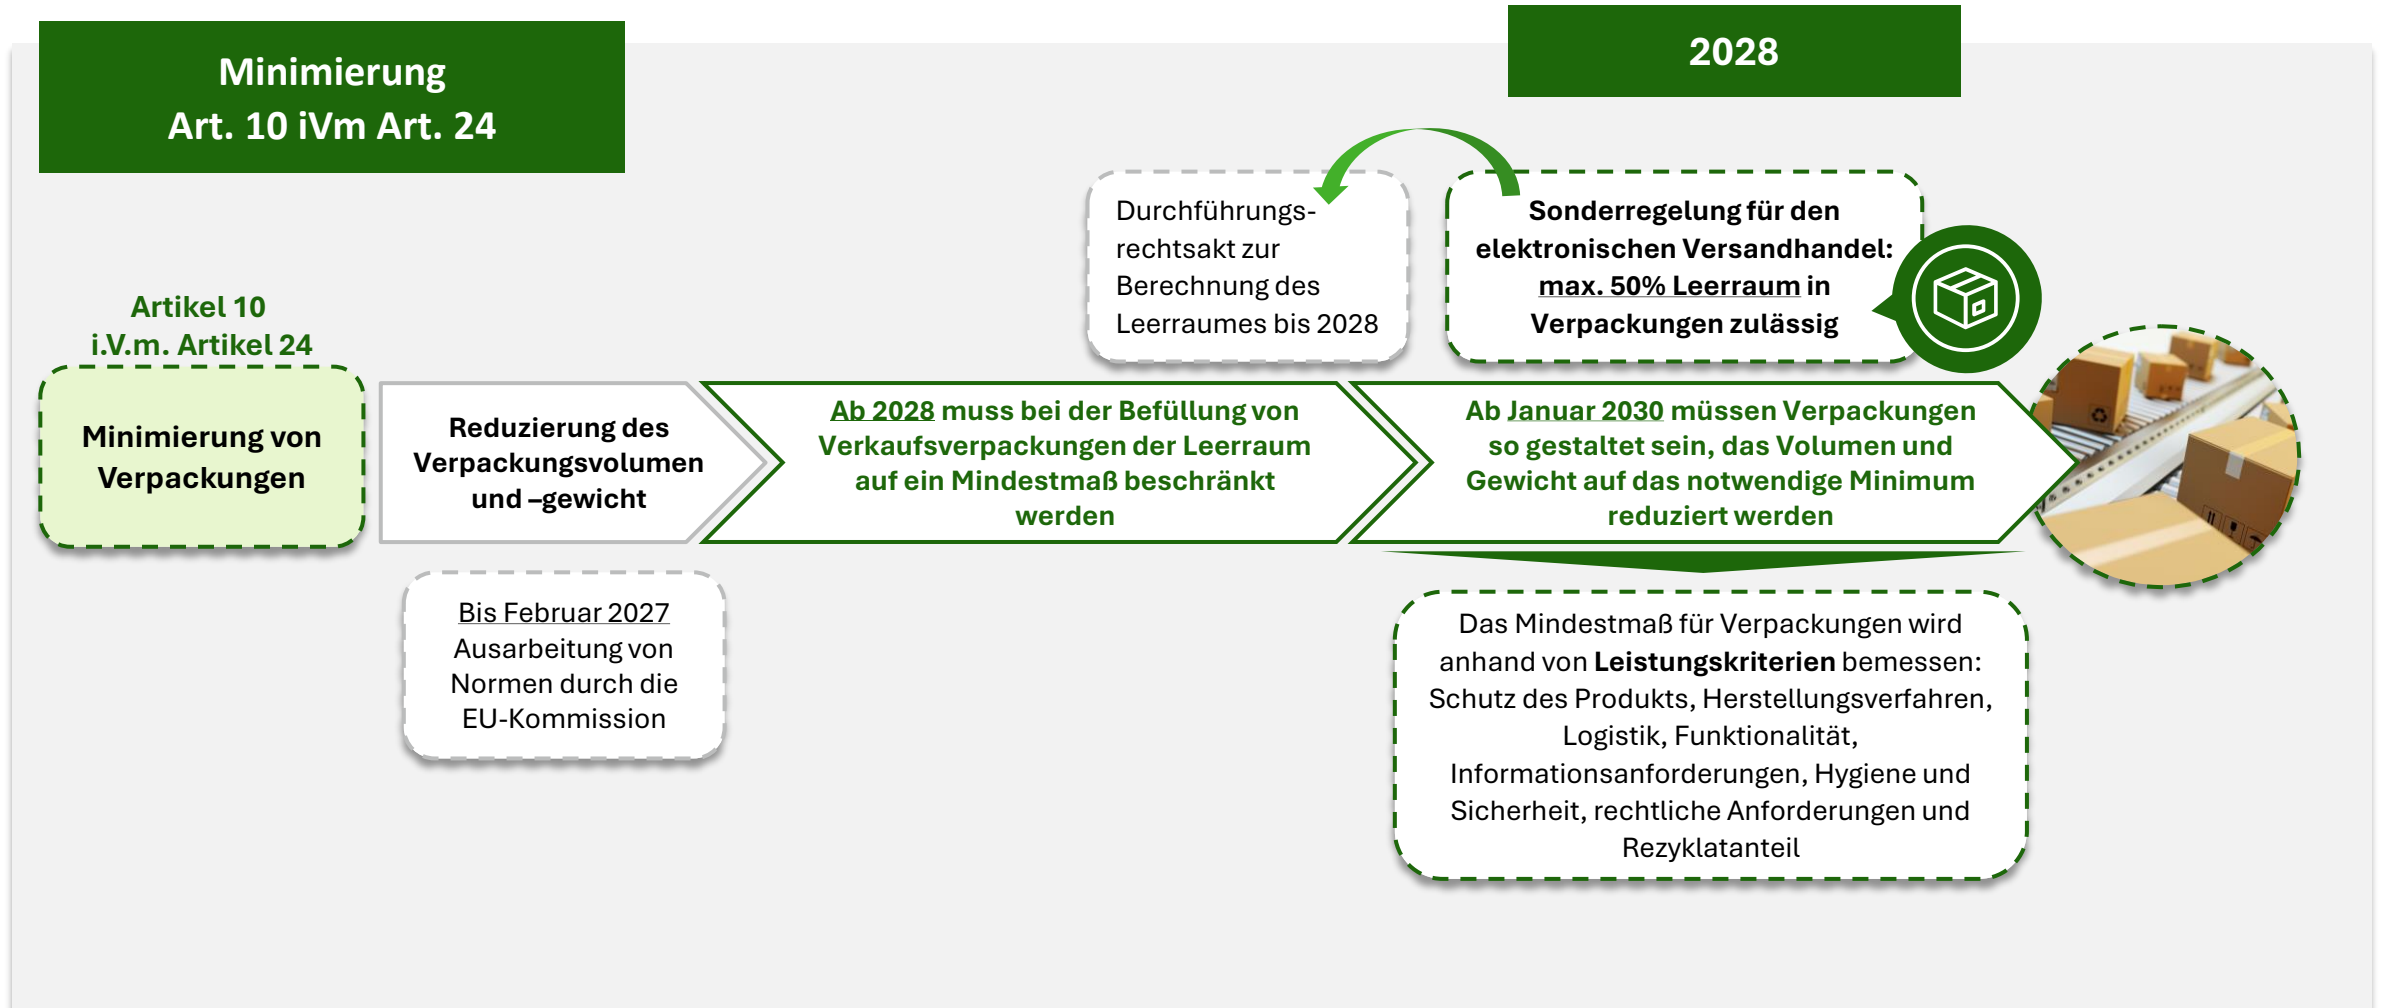 Minimierung
Art. 10 iVm Art. 24
2028
Durchführungs-
rechtsakt zur
Berechnung des
Leerraumes bis 2028
Sonderregelung für den
elektronischen Versandhandel:
max. 50% Leerraum in
Verpackungen zulässig
Artikel 10
i.V.m. Artikel 24
Minimierung von
Verpackungen
Reduzierung des
Verpackungsvolumen
und –gewicht
Ab 2028 muss bei der Befüllung von
Verkaufsverpackungen der Leerraum
auf ein Mindestmaß beschränkt
werden
Ab Januar 2030 müssen Verpackungen
so gestaltet sein, das Volumen und
Gewicht auf das notwendige Minimum
reduziert werden
Bis Februar 2027
Ausarbeitung von
Normen durch die
EU-Kommission
Das Mindestmaß für Verpackungen wird
anhand von Leistungskriterien bemessen:
Schutz des Produkts, Herstellungsverfahren,
Logistik, Funktionalität,
Informationsanforderungen, Hygiene und
Sicherheit, rechtliche Anforderungen und
Rezyklatanteil